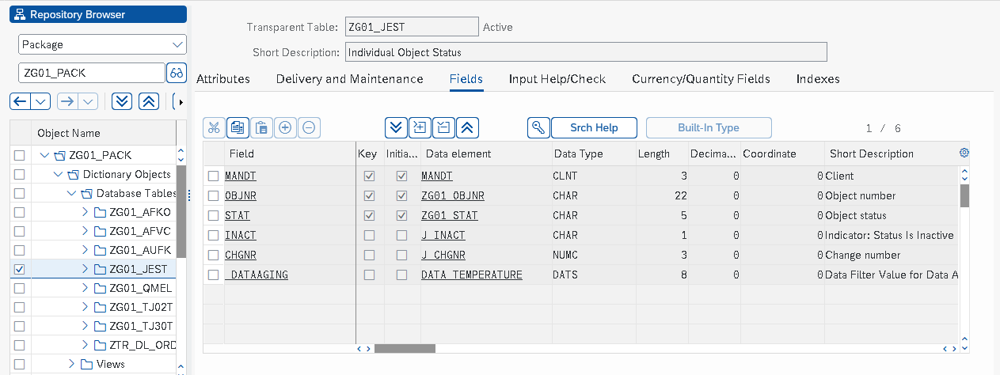 Repository Browser
Package
ZG01_PACK
Object Name
ZG01_PACK
Dictionary Objects
Database Tables
ZG01_AFKO
ZG01_AFVC
ZG01_AUFK
ZG01_JEST
ZG01_QMEL
ZG01_TJ02T
ZG01_TJ30T
ZTR_DL_ORD
Views
Transparent Table: ZG01_JEST Active
Short Description: Individual Object Status
Attributes Delivery and Maintenance Fields Input Help/Check Currency/Quantity Fields Indexes
Srch Help Built-In Type 1 / 6
Field Key Initia... Data element Data Type Length Decima... Coordinate Short Description
MANDT MANDT CLNT 3 0 0 Client
OBJNR ZG01_OBJNR CHAR 22 0 0 Object number
STAT ZG01_STAT CHAR 5 0 0 Object status
INACT J_INACT CHAR 1 0 0 Indicator: Status Is Inactive
CHGNR J_CHGNR NUMC 3 0 0 Change number
_DATAAGING DATA_TEMPERATURE DATS 8 0 0 Data Filter Value for Data A